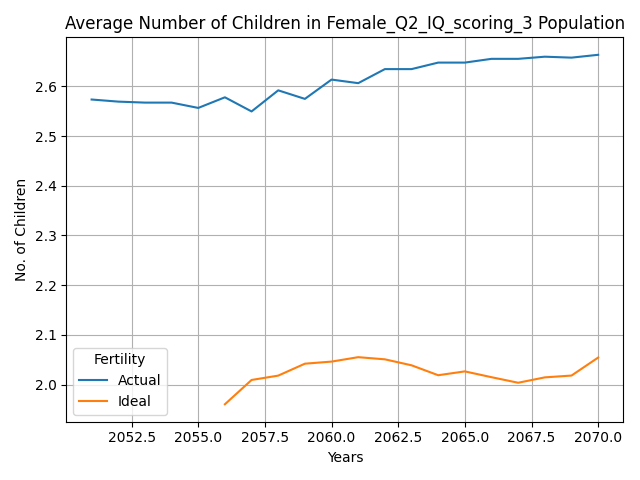 Average Number of Children in Female_Q2_IQ_scoring_3 Population
No. of Children
2.6
2.5
2.4
2.3
2.2
2.1
2.0
Fertility
Actual
Ideal
2052.5 2055.0 2057.5 2060.0 2062.5 2065.0 2067.5 2070.0
Years